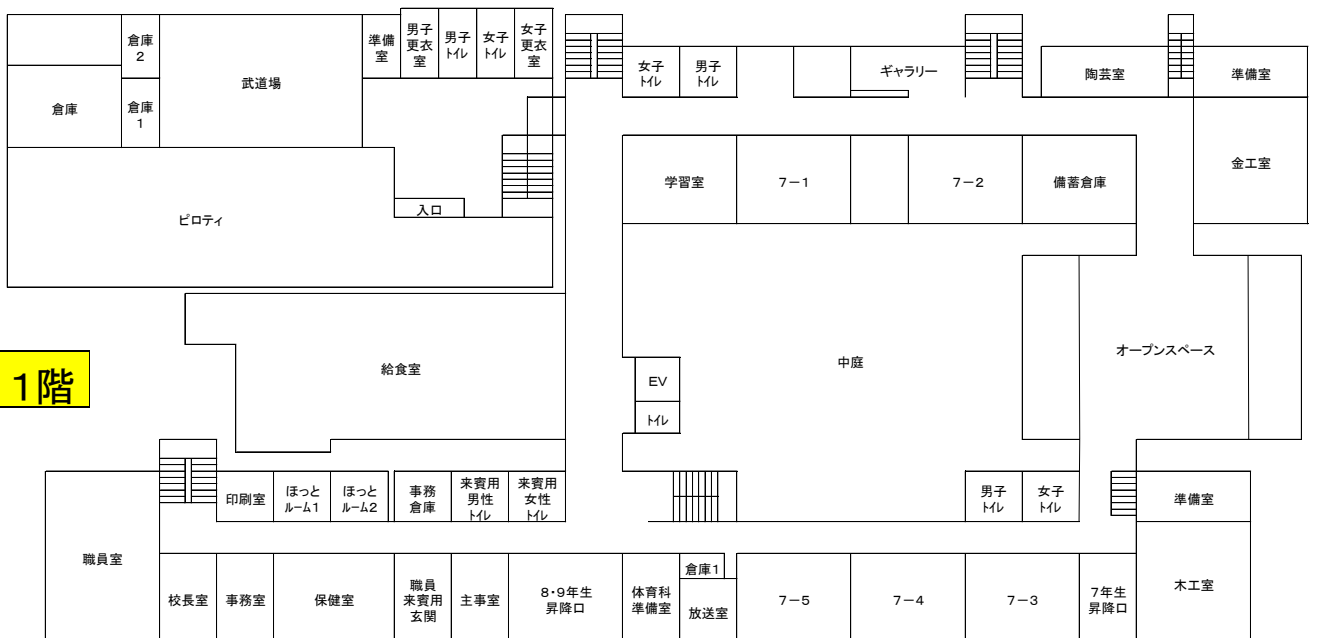 倉庫
2
武道場
準備
室
男子
更衣
室
男子
トイレ
女子
トイレ
女子
更衣
室
倉庫
倉庫
1
女子
トイレ
男子
トイレ
ギャラリー
陶芸室
準備室
ピロティ
入口
学習室
7－1
7－2
備蓄倉庫
金工室
1階
給食室
EV
トイレ
中庭
オープンスペース
印刷室
ほっと
ルーム1
ほっと
ルーム2
事務
倉庫
来賓用
男性
トイレ
来賓用
女性
トイレ
男子
トイレ
女子
トイレ
準備室
職員室
校長室
事務室
保健室
職員
来賓用
玄関
主事室
8・9年生
昇降口
体育科
準備室
倉庫1
放送室
7－5
7－4
7－3
7年生
昇降口
木工室